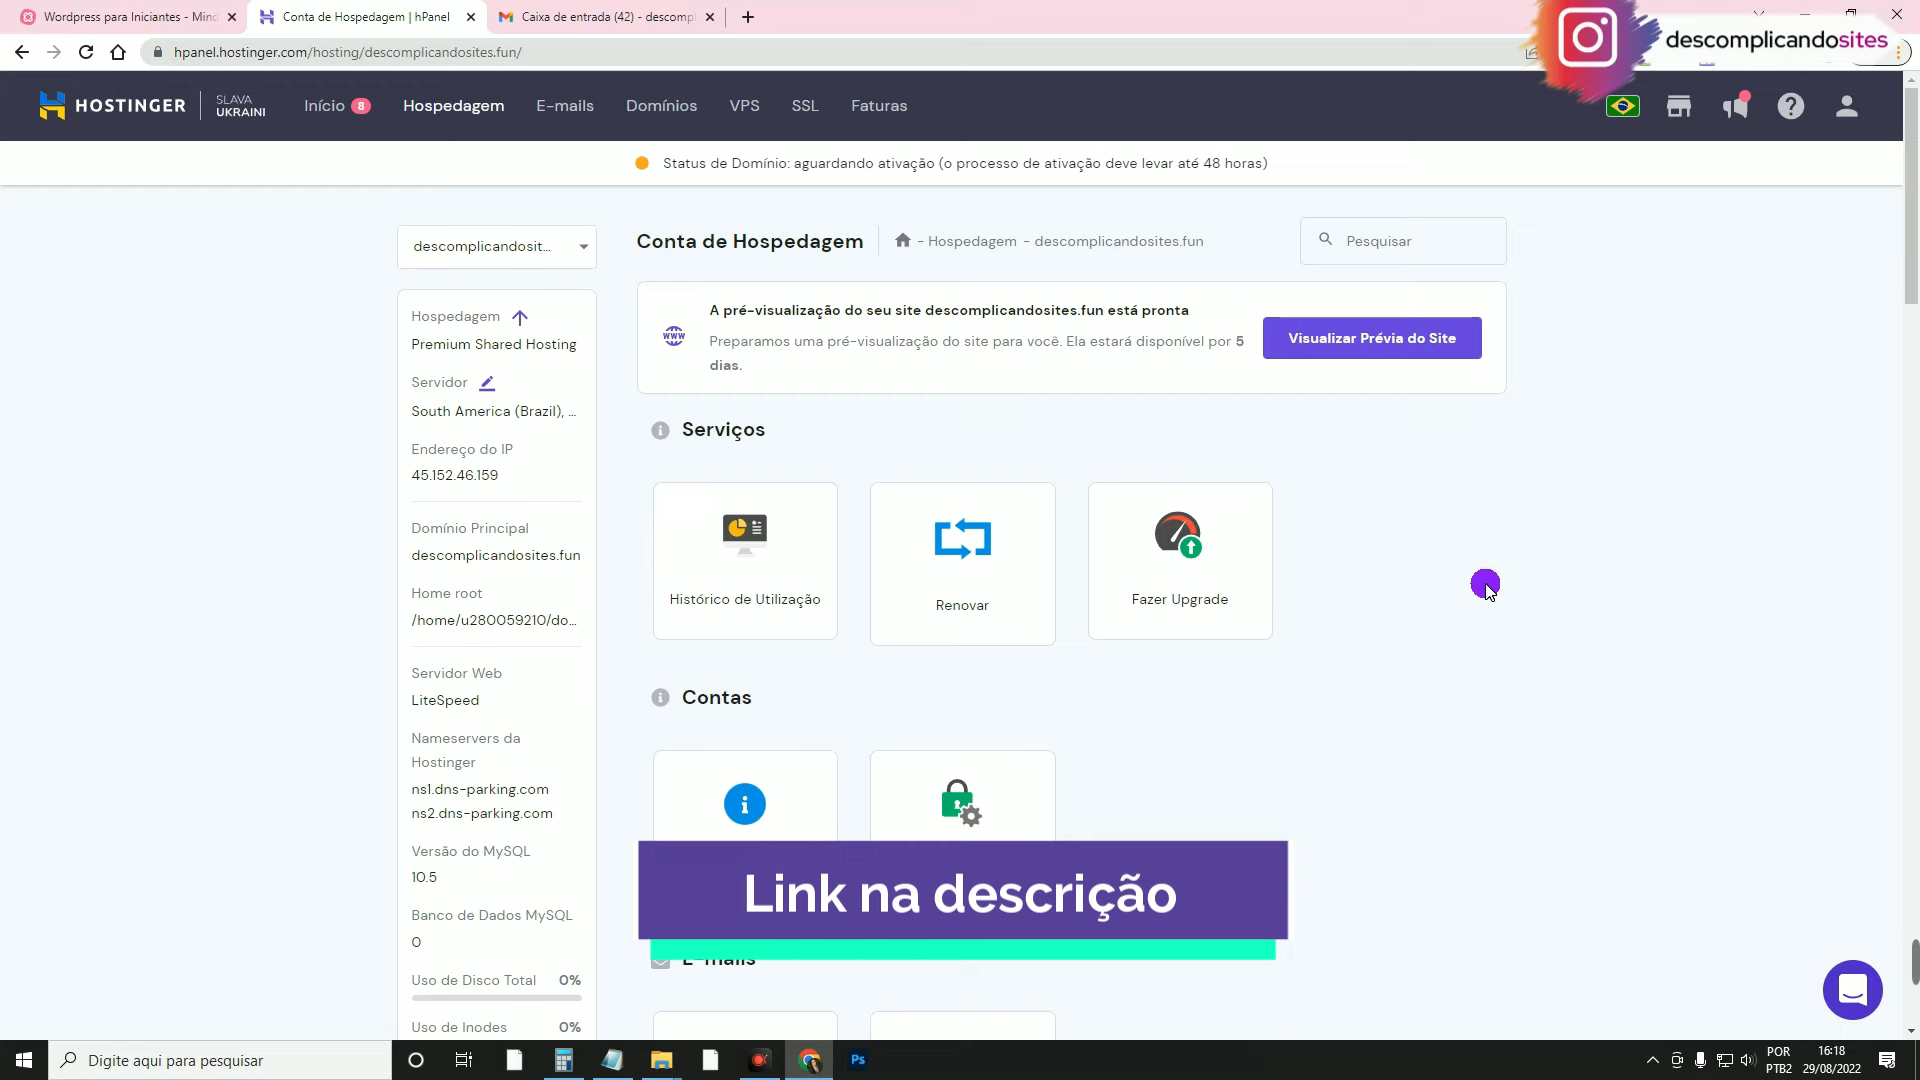 Wordpress para Iniciantes - Mind
Conta de Hospedagem | hPanel
Caixa de entrada (42) - descompl
hpanel.hostinger.com/hosting/descomplicandosites.fun/
descomplicandosites
HOSTINGER
SLAVA
UKRAINI
Início 8
Hospedagem
E-mails
Domínios
VPS
SSL
Faturas
Status de Domínio: aguardando ativação (o processo de ativação deve levar até 48 horas)
descomplicandosit...
Conta de Hospedagem
- Hospedagem - descomplicandosites.fun
Pesquisar
Hospedagem
Premium Shared Hosting
Servidor
South America (Brazil), ...
Endereço do IP
45.152.46.159
Domínio Principal
descomplicandosites.fun
Home root
/home/u280059210/do...
Servidor Web
LiteSpeed
Nameservers da
Hostinger
ns1.dns-parking.com
ns2.dns-parking.com
Versão do MySQL
10.5
Banco de Dados MySQL
0
Uso de Disco Total 0%
Uso de Inodes 0%
www
A pré-visualização do seu site descomplicandosites.fun está pronta
Preparamos uma pré-visualização do site para você. Ela estará disponível por 5
dias.
Visualizar Prévia do Site
Serviços
Histórico de Utilização
Renovar
Fazer Upgrade
Contas
Link na descrição
E-mails
Digite aqui para pesquisar
Ps
POR
PTB2
16:18
29/08/2022